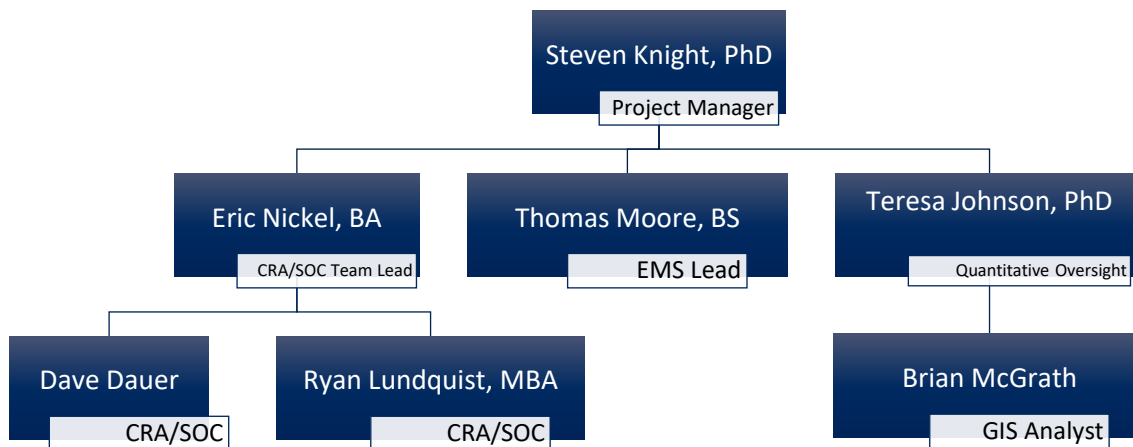 Steven Knight, PhD
Project Manager
Eric Nickel, BA
CRA/SOC Team Lead
Thomas Moore, BS
EMS Lead
Teresa Johnson, PhD
Quantitative Oversight
Dave Dauer
CRA/SOC
Ryan Lundquist, MBA
CRA/SOC
Brian McGrath
GIS Analyst